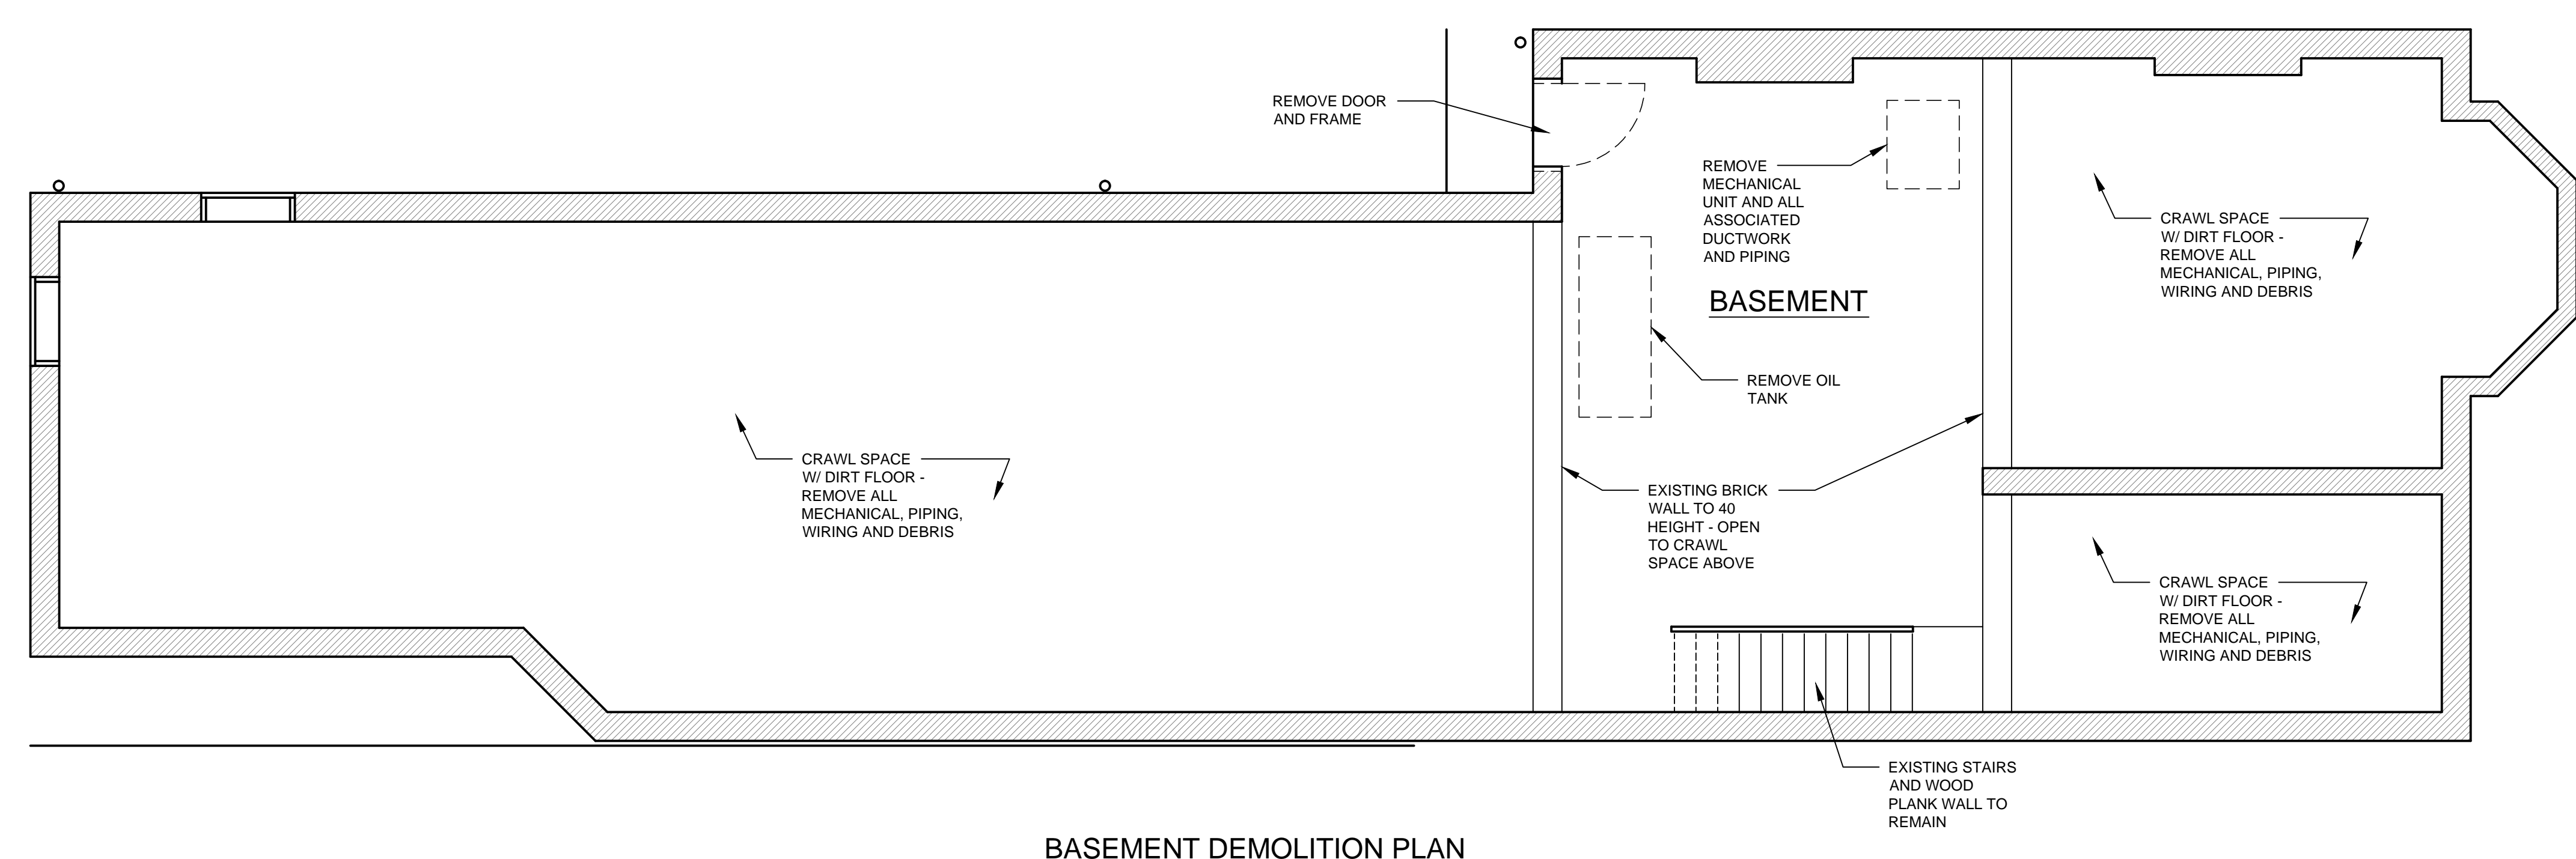 REMOVE DOOR
AND FRAME
REMOVE
MECHANICAL
UNIT AND ALL
ASSOCIATED
DUCTWORK
AND PIPING
CRAWL SPACE
W/ DIRT FLOOR -
REMOVE ALL
MECHANICAL, PIPING,
WIRING AND DEBRIS
BASEMENT
REMOVE OIL
TANK
CRAWL SPACE
W/ DIRT FLOOR -
REMOVE ALL
MECHANICAL, PIPING,
WIRING AND DEBRIS
EXISTING BRICK
WALL TO 40
HEIGHT - OPEN
TO CRAWL
SPACE ABOVE
CRAWL SPACE
W/ DIRT FLOOR -
REMOVE ALL
MECHANICAL, PIPING,
WIRING AND DEBRIS
EXISTING STAIRS
AND WOOD
PLANK WALL TO
REMAIN
BASEMENT DEMOLITION PLAN